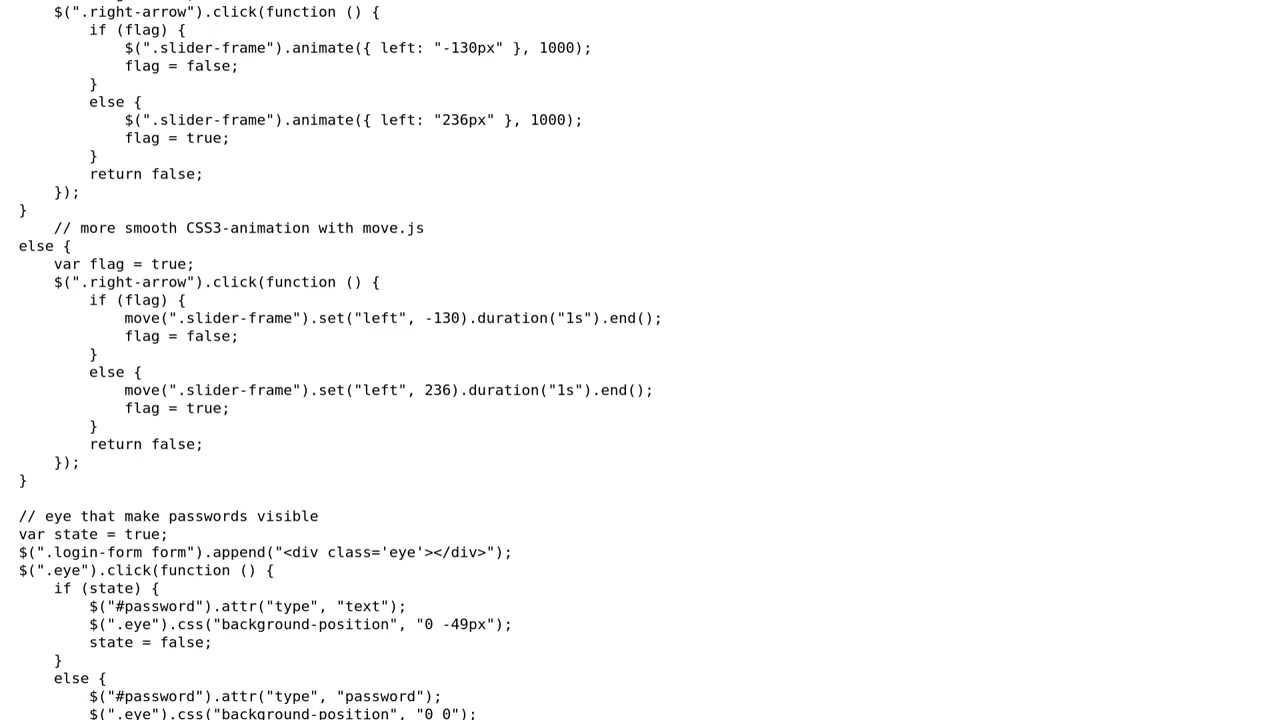 $(".right-arrow").click(function () {
        if (flag) {
            $(".slider-frame").animate({ left: "-130px" }, 1000);
            flag = false;
        }
        else {
            $(".slider-frame").animate({ left: "236px" }, 1000);
            flag = true;
        }
        return false;
    });
}
    // more smooth CSS3-animation with move.js
else {
    var flag = true;
    $(".right-arrow").click(function () {
        if (flag) {
            move(".slider-frame").set("left", -130).duration("1s").end();
            flag = false;
        }
        else {
            move(".slider-frame").set("left", 236).duration("1s").end();
            flag = true;
        }
        return false;
    });
}

// eye that make passwords visible
var state = true;
$(".login-form form").append("<div class='eye'></div>");
$(".eye").click(function () {
    if (state) {
        $("#password").attr("type", "text");
        $(".eye").css("background-position", "0 -49px");
        state = false;
    }
    else {
        $("#password").attr("type", "password");
        $(".eye").css("background-position", "0 0");